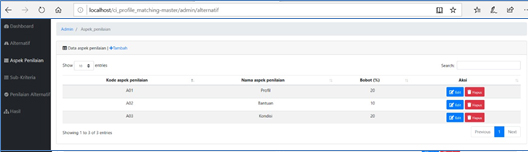 localhost/ci_profile_matching-master/admin/alternatif
Dashboard
Alternatif
Aspek Penilaian
Sub Kriteria
Penilaian Alternatif
Hasil
Admin / Aspek Penilaian
Data aspek penilaian | Tambah
Show 10 entries
Search:
Kode aspek penilaian Nama aspek penilaian Bobot (%) Aksi
A01 Profit 20 Edit Hapus
A02 Bantuan 10 Edit Hapus
A03 Kondisi 20 Edit Hapus
Showing 1 to 3 of 3 entries
Previous 1 Next